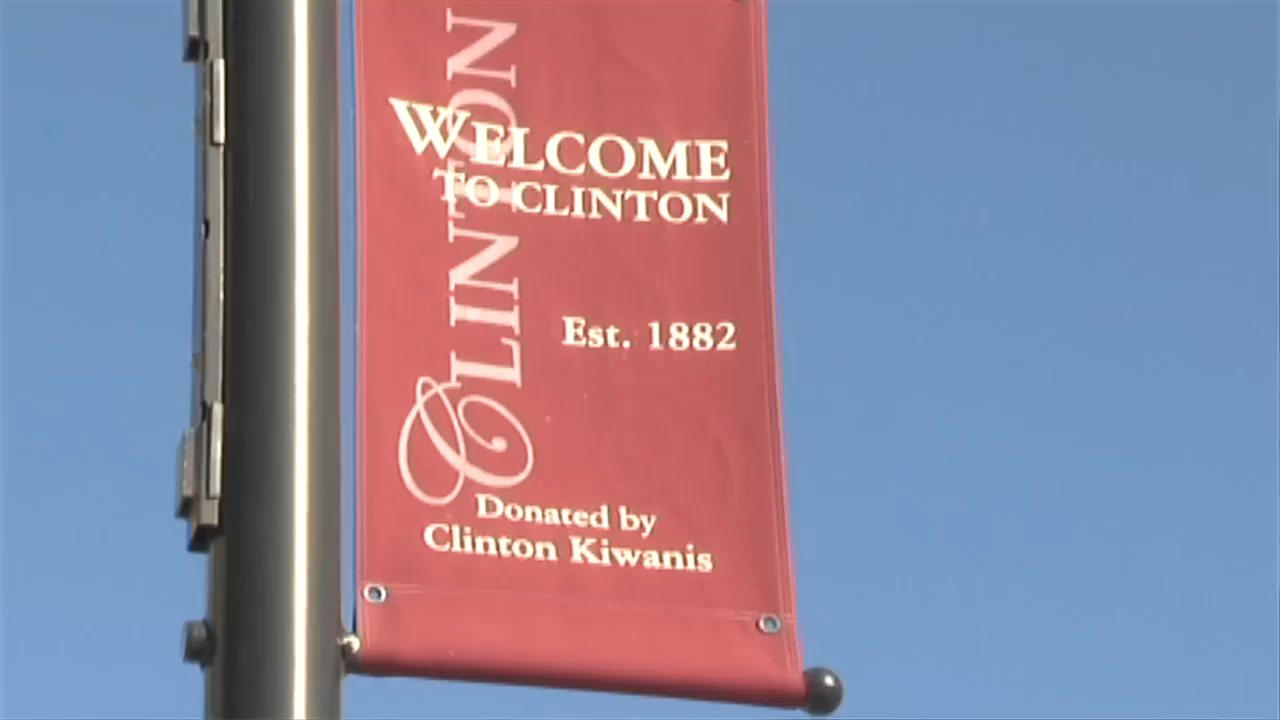 CLINTON
WELCOME
TO CLINTON
Est. 1882
Donated by
Clinton Kiwanis